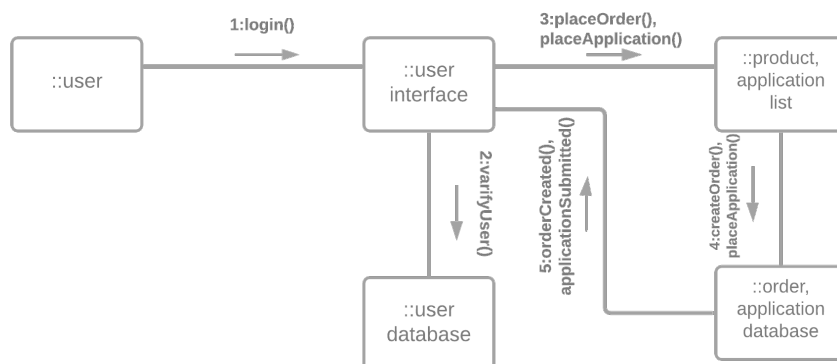 1:login()
3:placeOrder(),
placeApplication()
::user
::user
interface
::product,
application
list
2:varifyUser()
5:orderCreated(),
applicationSubmitted()
4:createOrder(),
placeApplication()
::user
database
::order,
application
database